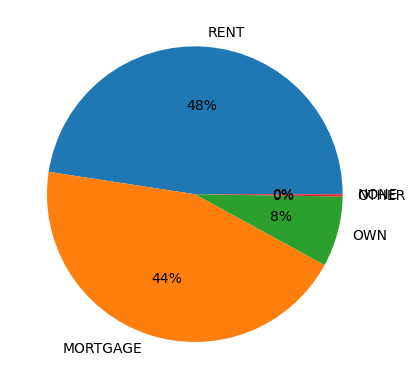 RENT
48%
0%
NONE
0%
OTHER
8%
OWN
44%
MORTGAGE